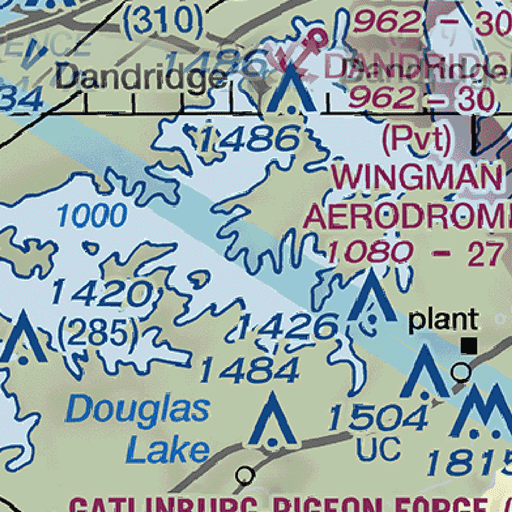 (310)
962 - 30
1486
Dandridge
DANDRIDGE
34
962 - 30
1486
(Pvt)
WINGMAN
1000
AERODROME
1080 - 27
1420
(285)
1426
plant
1484
Douglas
Lake
1504
UC
1815
GATLINBURG PIGEON FORGE (